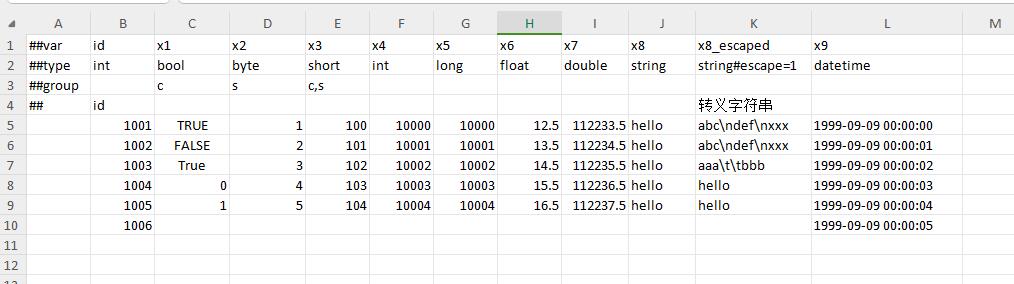 A B C D E F G H I J K L M
1 ##var id x1 x2 x3 x4 x5 x6 x7 x8 x8_escaped x9
2 ##type int bool byte short int long float double string string#escape=1 datetime
3 ##group c s c,s
4 ## id 转义字符串
5 1001 TRUE 1 100 10000 10000 12.5 112233.5 hello abc\ndef\nxxx 1999-09-09 00:00:00
6 1002 FALSE 2 101 10001 10001 13.5 112234.5 hello abc\ndef\nxxx 1999-09-09 00:00:01
7 1003 True 3 102 10002 10002 14.5 112235.5 hello aaa\t\tbbb 1999-09-09 00:00:02
8 1004 0 4 103 10003 10003 15.5 112236.5 hello hello 1999-09-09 00:00:03
9 1005 1 5 104 10004 10004 16.5 112237.5 hello hello 1999-09-09 00:00:04
10 1006 1999-09-09 00:00:05
11
12